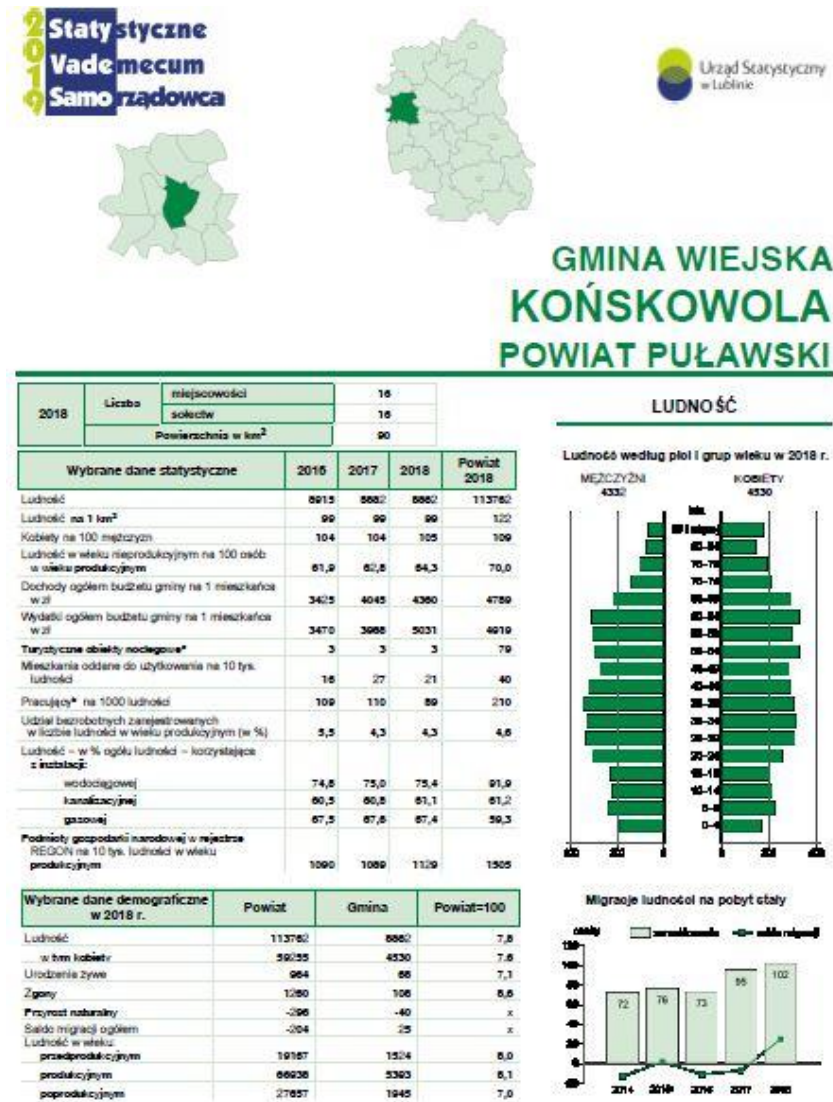 2019
Statystyczne
Vademecum
Samorządowca
Urząd Statystyczny
w Lublinie
GMINA WIEJSKA
KOŃSKOWOLA
POWIAT PUŁAWSKI
2018 Liczba miejscowości 16
sołectw 16
Powierzchnia w km² 90
Wybrane dane statystyczne 2016 2017 2018 Powiat 2018
Ludność 8915 8882 8862 113762
Ludność na 1 km² 99 99 99 122
Kobiety na 100 mężczyzn 104 104 105 109
Ludność w wieku nieprodukcyjnym na 100 osób
w wieku produkcyjnym 61,9 62,8 64,3 70,0
Dochody ogółem budżetu gminy na 1 mieszkańca
w zł 3425 4045 4360 4789
Wydatki ogółem budżetu gminy na 1 mieszkańca
w zł 3470 3988 5031 4919
Turystyczne obiekty noclegowe 3 3 3 79
Mieszkania oddane do użytkowania na 10 tys.
ludności 16 27 21 40
Pracujący na 1000 ludności 109 110 89 210
Udział bezrobotnych zarejestrowanych
w liczbie ludności w wieku produkcyjnym (w %) 5,5 4,3 4,3 4,6
Ludność – w % ogółu ludności – korzystająca
z instalacji:
wodociągowej 74,8 75,0 75,4 91,9
kanalizacyjnej 60,5 60,8 61,1 61,2
gazowej 67,5 67,6 67,4 59,3
Podmioty gospodarki narodowej w rejestrze
REGON na 10 tys. ludności w wieku
produkcyjnym 1090 1089 1129 1505
Wybrane dane demograficzne
w 2018 r. Powiat Gmina Powiat=100
Ludność 113762 8862 7,8
w tym kobiety 59255 4530 7,6
Urodzenia żywe 964 68 7,1
Zgony 1260 108 8,6
Przyrost naturalny -296 -40 x
Saldo migracji ogółem -204 25 x
Ludność w wieku:
przedprodukcyjnym 19167 1524 8,0
produkcyjnym 66938 5393 8,1
poprodukcyjnym 27657 1945 7,0
LUDNOŚĆ
Ludność według płci i grup wieku w 2018 r.
MĘŻCZYŹNI KOBIETY
4332 4530
Migracje ludności na pobyt stały
osoby saldo migracji
72 76 73 95 102
2014 2015 2016 2017 2018